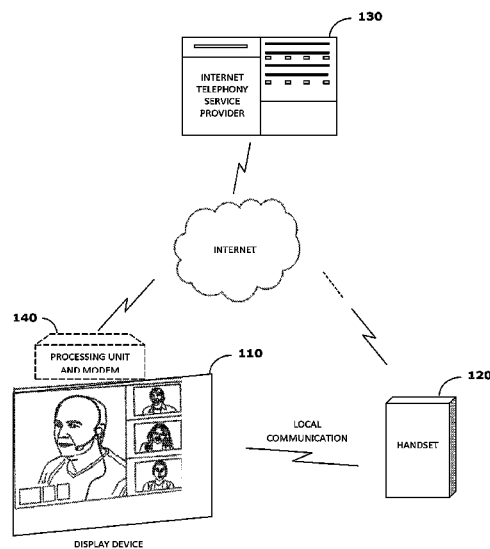 130
INTERNET
TELEPHONY
SERVICE
PROVIDER
INTERNET
140
PROCESSING UNIT
AND MODEM
110
LOCAL
COMMUNICATION
120
HANDSET
DISPLAY DEVICE